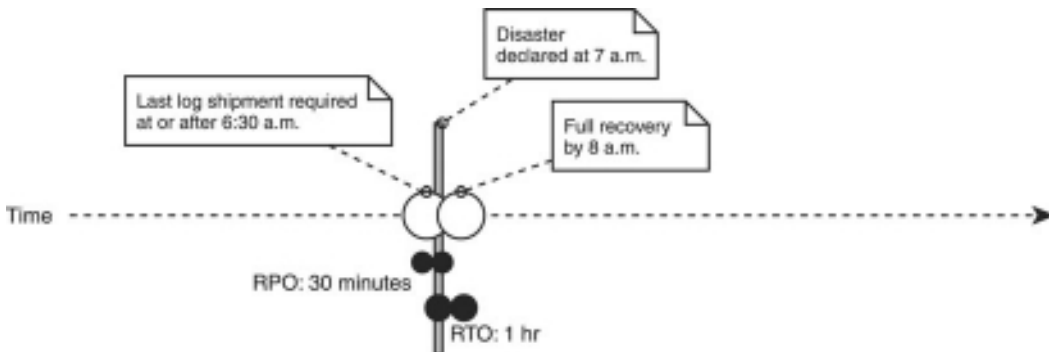 Disaster
declared at 7 a.m.
Last log shipment required
at or after 6:30 a.m.
Full recovery
by 8 a.m.
Time
RPO: 30 minutes
RTO: 1 hr